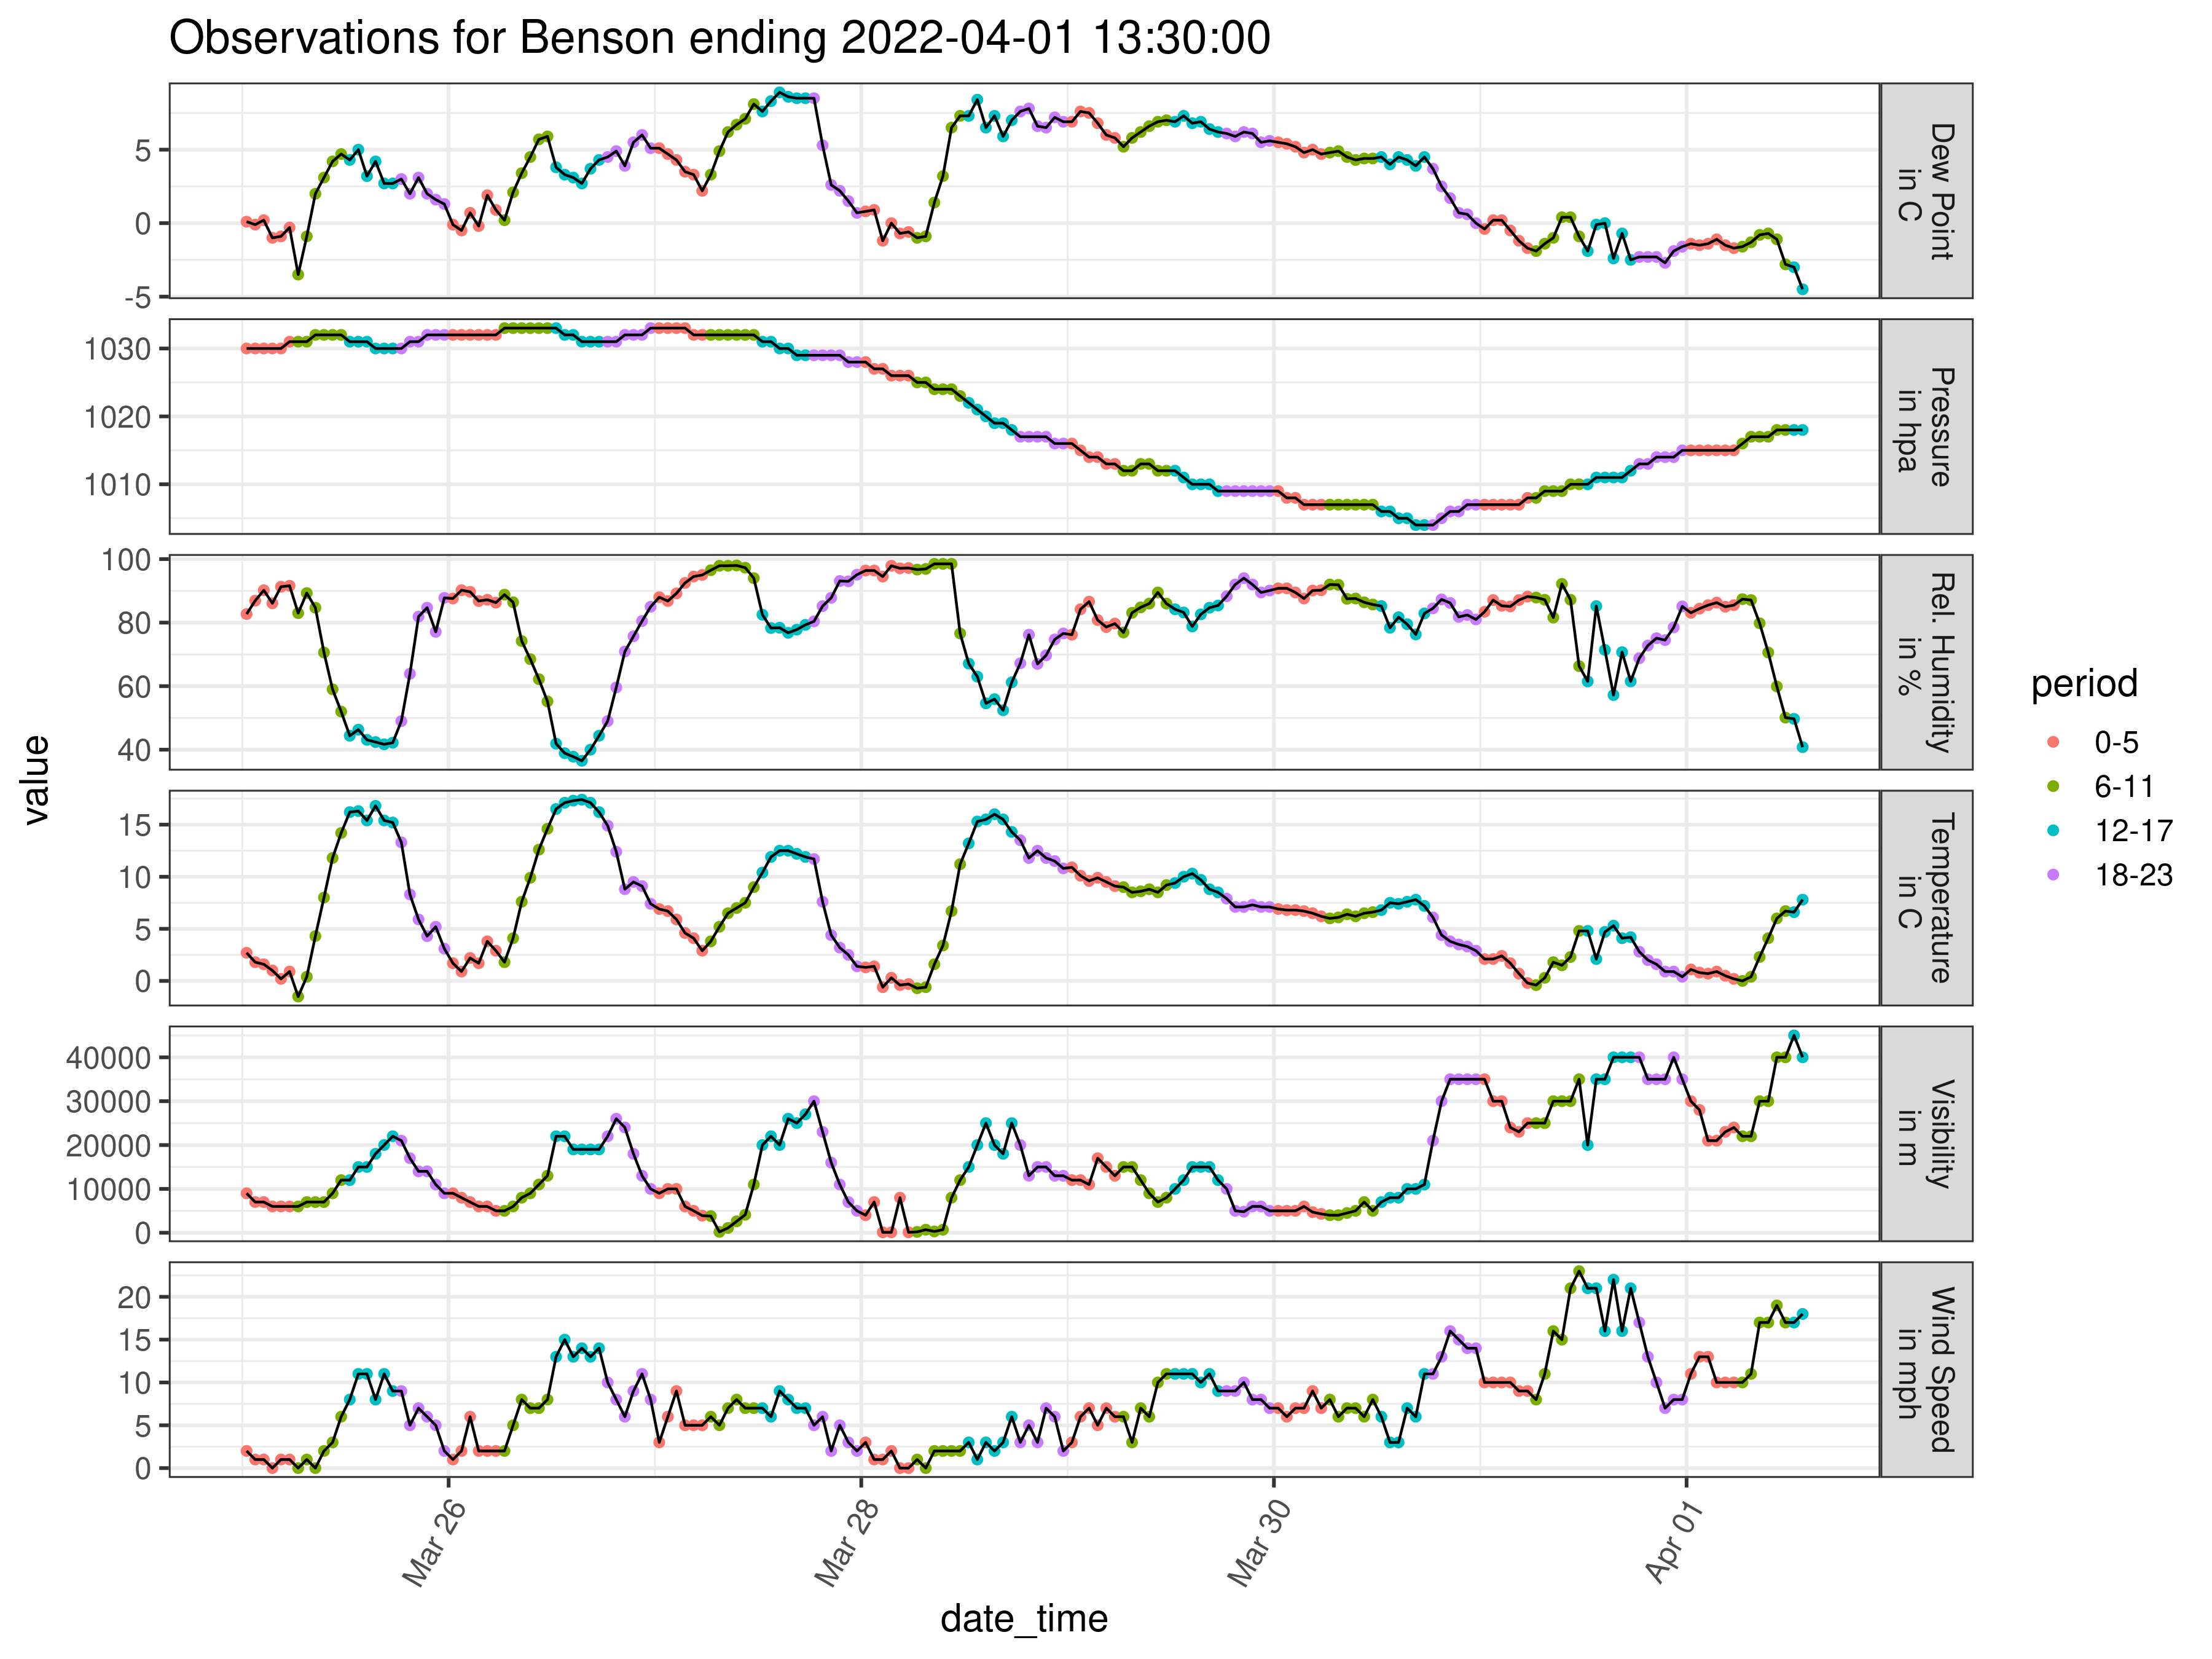 Observations for Benson ending 2022-04-01 13:30:00
5
0
-5
Dew Point
in C
1030
1020
1010
Pressure
in hpa
100
80
60
40
Rel. Humidity
in %
15
10
5
0
Temperature
in C
40000
30000
20000
10000
0
Visibility
in m
20
15
10
5
0
Wind Speed
in mph
value
Mar 26
Mar 28
Mar 30
Apr 01
date_time
period
0-5
6-11
12-17
18-23